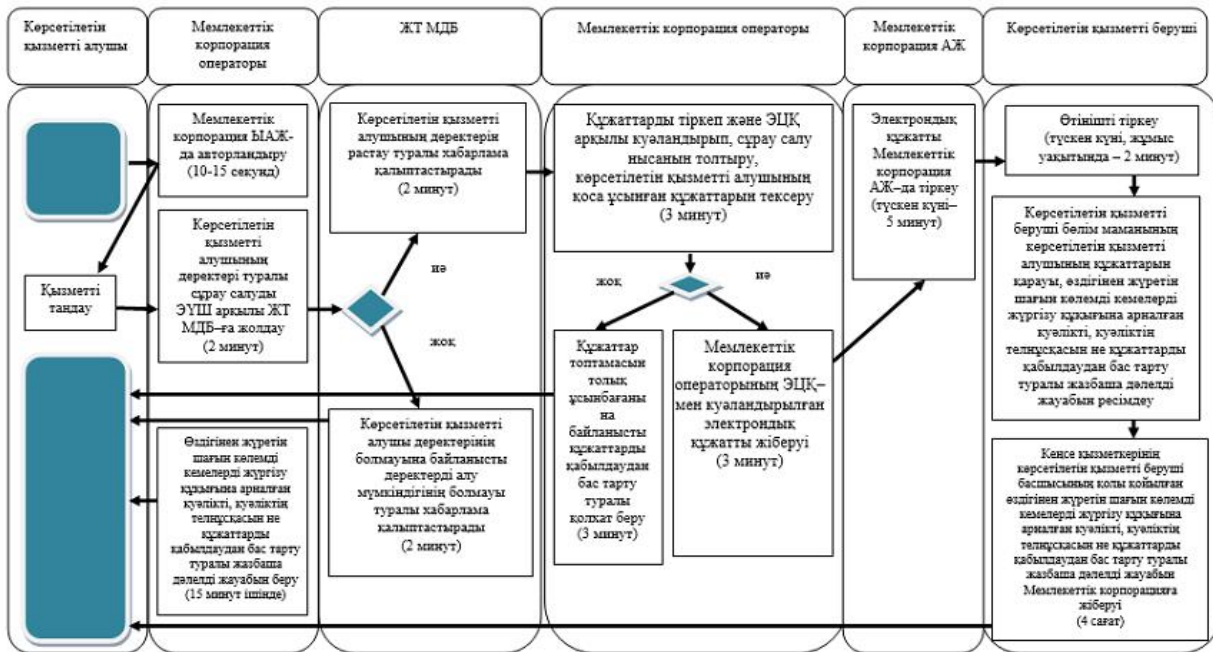 Көрсетілетін
қызметті алушы
Мемлекеттік
корпорация
операторы
ЖТ МДБ
Мемлекеттік корпорация операторы
Мемлекеттік
корпорация АЖ
Көрсетілетін қызметті беруші
Мемлекеттік
корпорация ЫАЖ-
да авторландыру
(10-15 секунд)
Көрсетілетін
қызметті
алушының
деректері туралы
сұрау салуды
ЭҮШ арқылы ЖТ
МДБ–ға жолдау
(2 минут)
Қызметті
таңдау
Өздігінен жүретін
шағын көлемді
кемелерді жүргізу
құқығына арналған
куәлікті, куәліктің
телнұсқасын не
құжаттарды
қабылдаудан бас тарту
туралы жазбаша
дәлелді жауабын беру
(15 минут ішінде)
Көрсетілетін қызметті
алушының деректерін
растау туралы хабарлама
қалыптастырады
(2 минут)
иә
жоқ
Көрсетілетін қызметті
алушы деректерінің
болмауына байланысты
деректерді алу
мүмкіндігінің болмауы
туралы хабарлама
қалыптастырады
(2 минут)
Құжаттарды тіркеп және ЭЦҚ
арқылы куәландырып, сұрау салу
нысанын толтыру,
көрсетілетін қызметті алушының
қоса ұсынған құжаттарын тексеру
(3 минут)
жоқ
иә
Құжаттар
топтамасын
толық
ұсынбағаны
на
байланысты
құжаттарды
қабылдаудан
бас тарту
туралы
қолхат беру
(3 минут)
Мемлекеттік
корпорация
операторының ЭЦҚ–
мен куәландырылған
электрондық
құжатты жіберуі
(3 минут)
Электрондық
құжатты
Мемлекеттік
корпорация
АЖ–да тіркеу
(түскен күні–
5 минут)
Өтінішті тіркеу
(түскен күні, жұмыс
уақытында – 2 минут)
Көрсетілетін қызметті
беруші бөлім маманының
көрсетілетін қызметті
алушының құжаттарын
қарауы, өздігінен жүретін
шағын көлемді кемелерді
жүргізу құқығына арналған
куәлікті, куәліктің
телнұсқасын не құжаттарды
қабылдаудан бас тарту
туралы жазбаша дәлелді
жауабын ресімдеу
Кеңсе қызметкерінің
көрсетілетін қызметті беруші
басшысының қолы қойылған
өздігінен жүретін шағын көлемді
кемелерді жүргізу құқығына
арналған куәлікті, куәліктің
телнұсқасын не құжаттарды
қабылдаудан бас тарту туралы
жазбаша дәлелді жауабын
Мемлекеттік корпорацияға
жіберуі
(4 сағат)